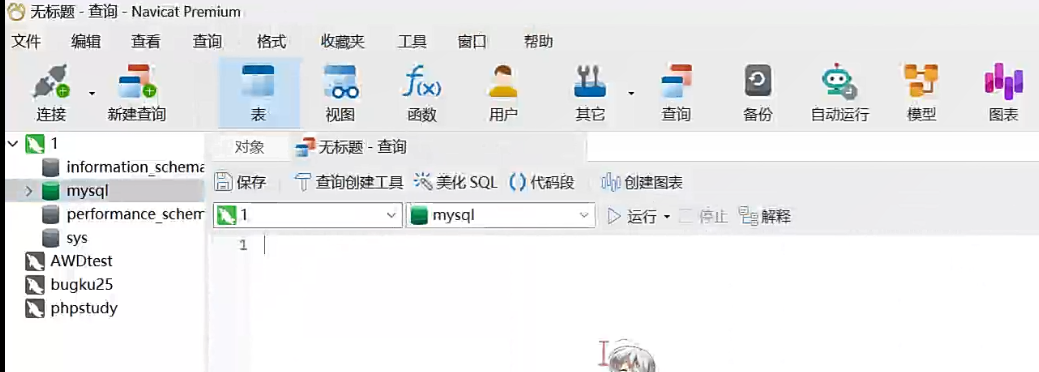 无标题 - 查询 - Navicat Premium
文件 编辑 查看 查询 格式 收藏夹 工具 窗口 帮助
连接 新建查询 表 视图 f(x) 函数 用户 其它 查询 备份 自动运行 模型 图表
1
information_schema
mysql
performance_schem
sys
AWDtest
bugku25
phpstudy
对象 无标题 - 查询
保存 查询创建工具 美化 SQL () 代码段 创建图表
1 mysql 运行 停止 解释
1